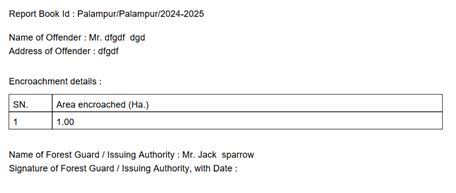 Report Book Id : Palampur/Palampur/2024-2025
Name of Offender : Mr. dfgdf  dgd
Address of Offender : dfgdf
Encroachment details :
SN. Area encroached (Ha.)
1 1.00
Name of Forest Guard / Issuing Authority : Mr. Jack  sparrow
Signature of Forest Guard / Issuing Authority, with Date :